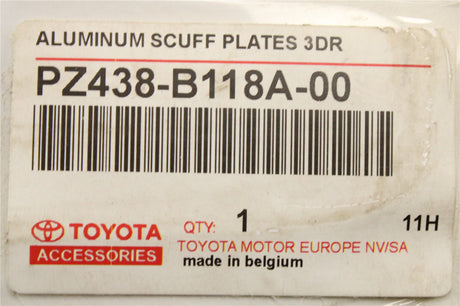 ALUMINUM SCUFF PLATES 3DR
PZ438-B118A-00
TOYOTA
ACCESSORIES
QTY: 1 11H
TOYOTA MOTOR EUROPE NV/SA
made in belgium